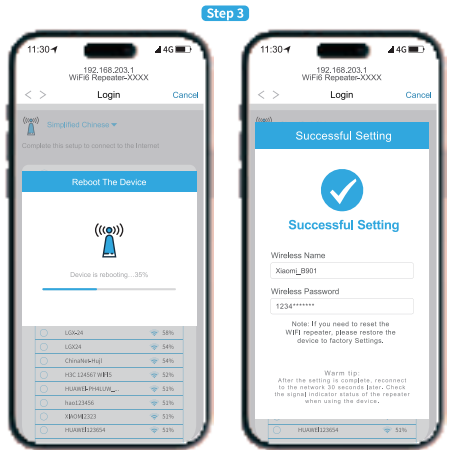 Step 3
11:30
4G
192.168.203.1
WiFi6 Repeater-XXXX
< >
Login
Cancel
Simplified Chinese
Complete this setup to connect to the Internet
Reboot The Device
Device is rebooting...35%
LGX-24 58%
LGX-24 54%
ChinaNet-HujI 54%
H3C 124567 WIFI5 52%
HUAWEI-PH4LUW_... 51%
hao123456 51%
XIAOMI2323 51%
HUAWEI123654 51%
11:30
4G
192.168.203.1
WiFi6 Repeater-XXXX
< >
Login
Cancel
Successful Setting
Successful Setting
Wireless Name
Xiaomi_B901
Wireless Password
1234*******
Note: If you need to reset the
WIFI repeater, please restore the
device to factory Settings.
Warm tip:
After the setting is complete, reconnect
to the network 30 seconds later. Check
the signal indicator status of the repeater
when using the device.
HUAWEI123654 51%